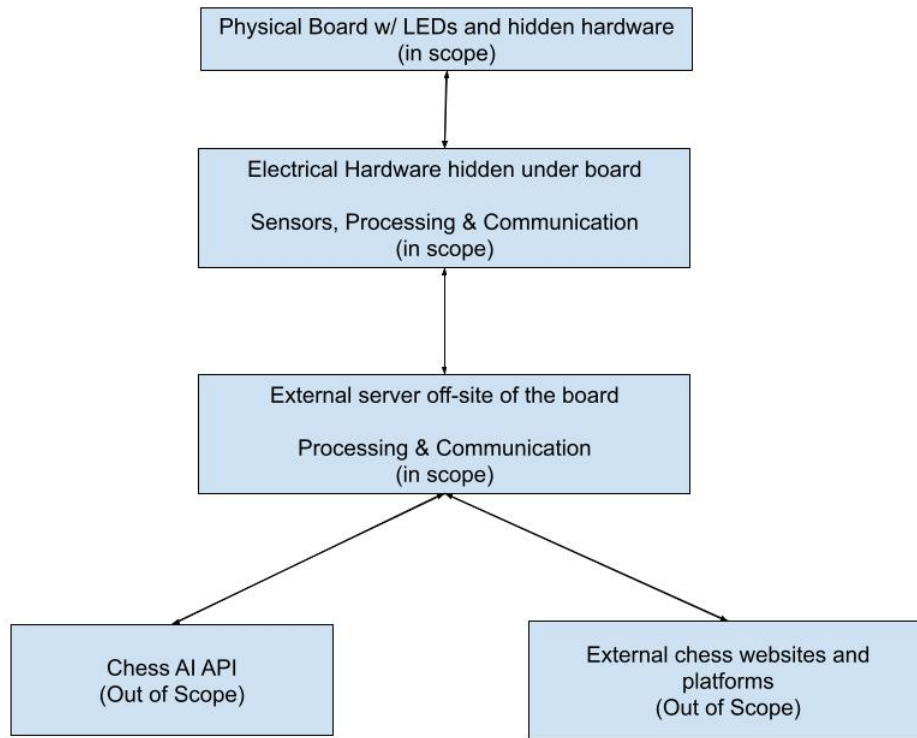 Physical Board w/ LEDs and hidden hardware
(in scope)
Electrical Hardware hidden under board
Sensors, Processing & Communication
(in scope)
External server off-site of the board
Processing & Communication
(in scope)
Chess AI API
(Out of Scope)
External chess websites and
platforms
(Out of Scope)